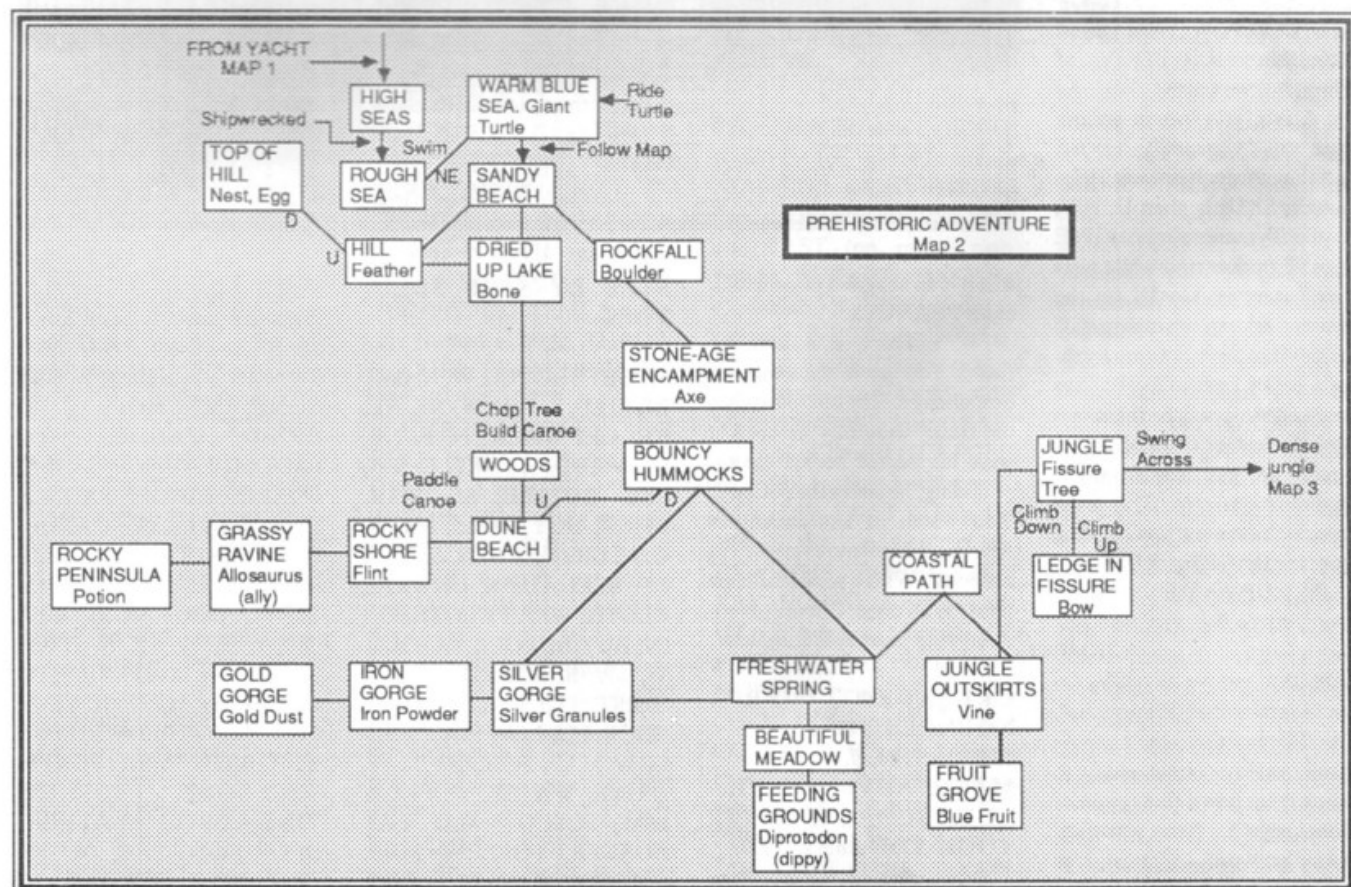 FROM YACHT
MAP 1
HIGH
SEAS
WARM BLUE
SEA. Giant
Turtle
Ride
Turtle
Shipwrecked
Swim
Follow Map
TOP OF
HILL
Nest, Egg
ROUGH
SEA
NE
SANDY
BEACH
PREHISTORIC ADVENTURE
Map 2
D
U
HILL
Feather
DRIED
UP LAKE
Bone
ROCKFALL
Boulder
STONE-AGE
ENCAMPMENT
Axe
Chop Tree
Build Canoe
WOODS
BOUNCY
HUMMOCKS
JUNGLE
Fissure
Tree
Swing
Across
Dense
jungle
Map 3
Paddle
Canoe
U
D
Climb
Down
Climb
Up
ROCKY
PENINSULA
Potion
GRASSY
RAVINE
Allosaurus
(ally)
ROCKY
SHORE
Flint
DUNE
BEACH
COASTAL
PATH
LEDGE IN
FISSURE
Bow
GOLD
GORGE
Gold Dust
IRON
GORGE
Iron Powder
SILVER
GORGE
Silver Granules
FRESHWATER
SPRING
JUNGLE
OUTSKIRTS
Vine
BEAUTIFUL
MEADOW
FEEDING
GROUNDS
Diprotodon
(dippy)
FRUIT
GROVE
Blue Fruit